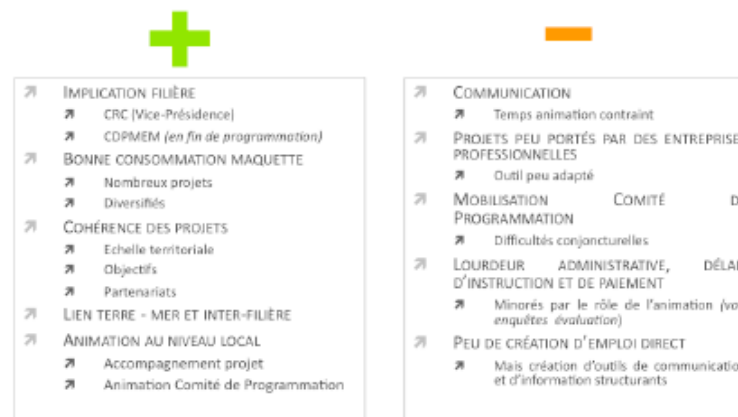 IMPLICATION FILIÈRE
CRC (Vice-Présidence)
CDPMEM (en fin de programmation)
BONNE CONSOMMATION MAQUETTE
Nombreux projets
Diversifiés
COHÉRENCE DES PROJETS
Echelle territoriale
Objectifs
Partenariats
LIEN TERRE - MER ET INTER-FILIÈRE
ANIMATION AU NIVEAU LOCAL
Accompagnement projet
Animation Comité de Programmation
COMMUNICATION
Temps animation contraint
PROJETS PEU PORTÉS PAR DES ENTREPRISE
PROFESSIONNELLES
Outil peu adapté
MOBILISATION COMITÉ D
PROGRAMMATION
Difficultés conjoncturelles
LOURDEUR ADMINISTRATIVE, DÉLA
D'INSTRUCTION ET DE PAIEMENT
Minorés par le rôle de l'animation (vo
enquêtes évaluation)
PEU DE CRÉATION D'EMPLOI DIRECT
Mais création d'outils de communicatio
et d'information structurants